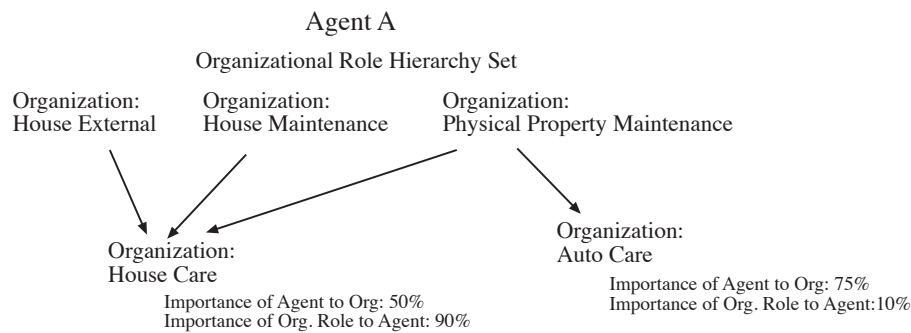 Agent A
Organizational Role Hierarchy Set
Organization:
House External
Organization:
House Maintenance
Organization:
Physical Property Maintenance
Organization:
House Care
Importance of Agent to Org: 50%
Importance of Org. Role to Agent: 90%
Organization:
Auto Care
Importance of Agent to Org: 75%
Importance of Org. Role to Agent:10%